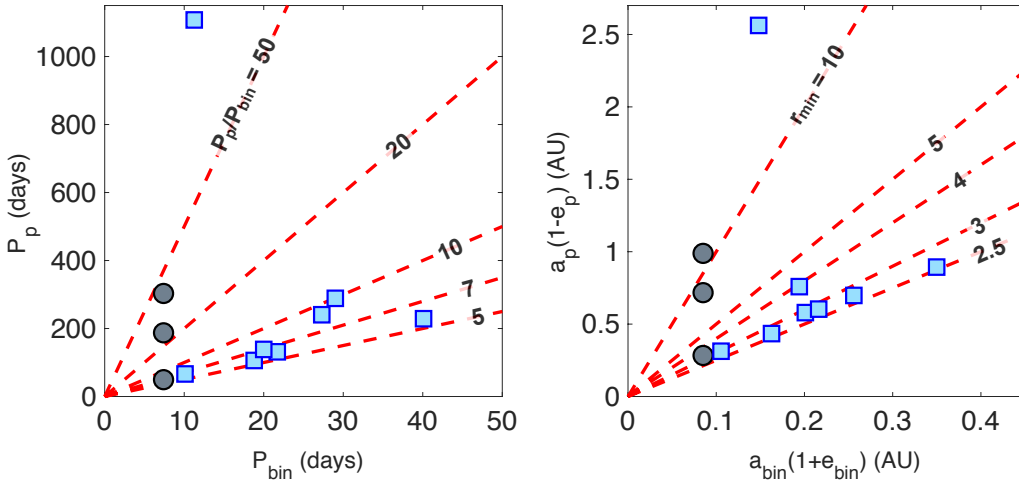 P_p (days)
1000
800
600
400
200
0
0 10 20 30 40 50
P_bin (days)
P_p/P_bin = 50
20
10
7
5
a_p(1-e_p) (AU)
2.5
2
1.5
1
0.5
0
0 0.1 0.2 0.3 0.4
a_bin(1+e_bin) (AU)
r_min = 10
5
4
3
2.5